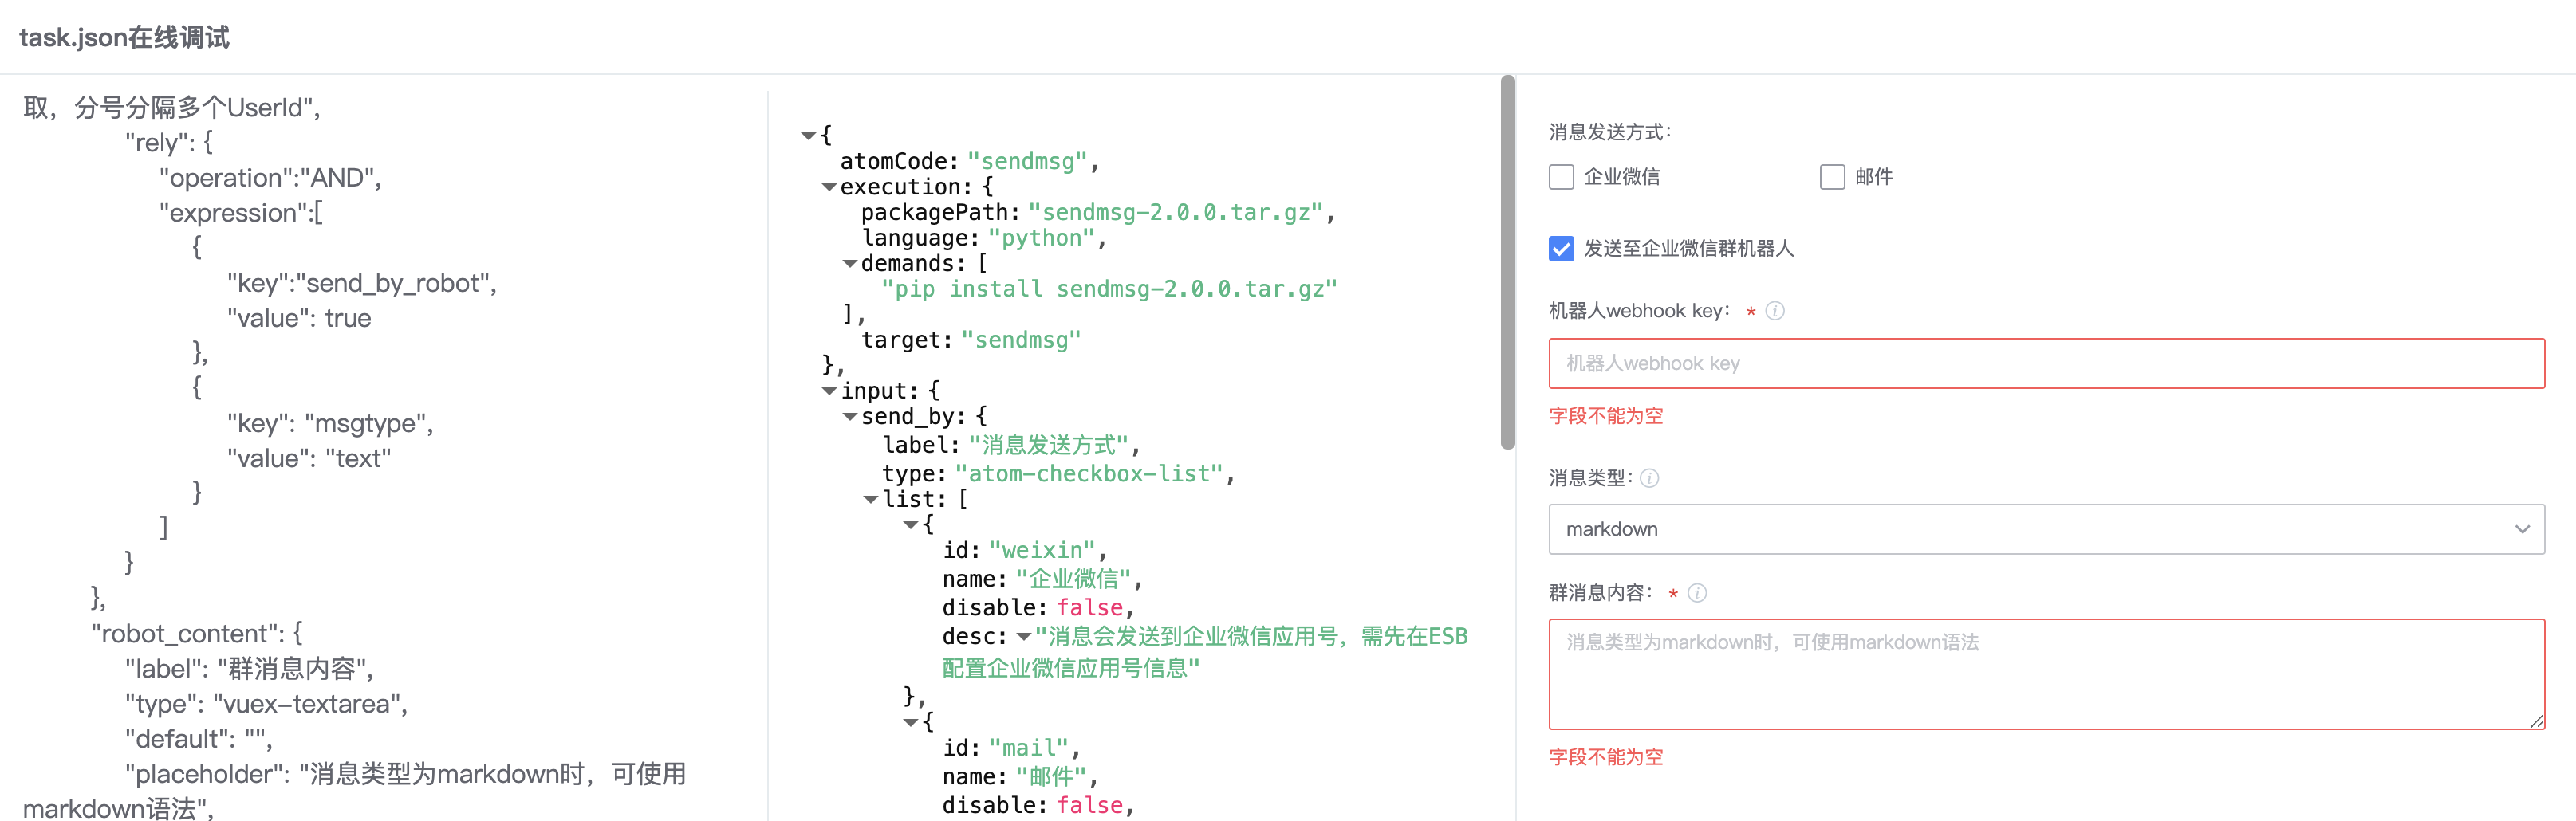 task.json在线调试
取，分号分隔多个UserId",
"rely": {
"operation":"AND",
"expression":[
{
"key":"send_by_robot",
"value": true
},
{
"key": "msgtype",
"value": "text"
}
]
}
},
"robot_content": {
"label": "群消息内容",
"type": "vuex-textarea",
"default": "",
"placeholder": "消息类型为markdown时，可使用
markdown语法",
{
atomCode: "sendmsg",
execution: {
packagePath: "sendmsg-2.0.0.tar.gz",
language: "python",
demands: [
"pip install sendmsg-2.0.0.tar.gz"
],
target: "sendmsg"
},
input: {
send_by: {
label: "消息发送方式",
type: "atom-checkbox-list",
list: [
{
id: "weixin",
name: "企业微信",
disable: false,
desc: "消息会发送到企业微信应用号，需先在ESB
配置企业微信应用号信息"
},
{
id: "mail",
name: "邮件",
disable: false,
消息发送方式：
企业微信 邮件
发送至企业微信群机器人
机器人webhook key： *
机器人webhook key
字段不能为空
消息类型：
markdown
群消息内容： *
消息类型为markdown时，可使用markdown语法
字段不能为空